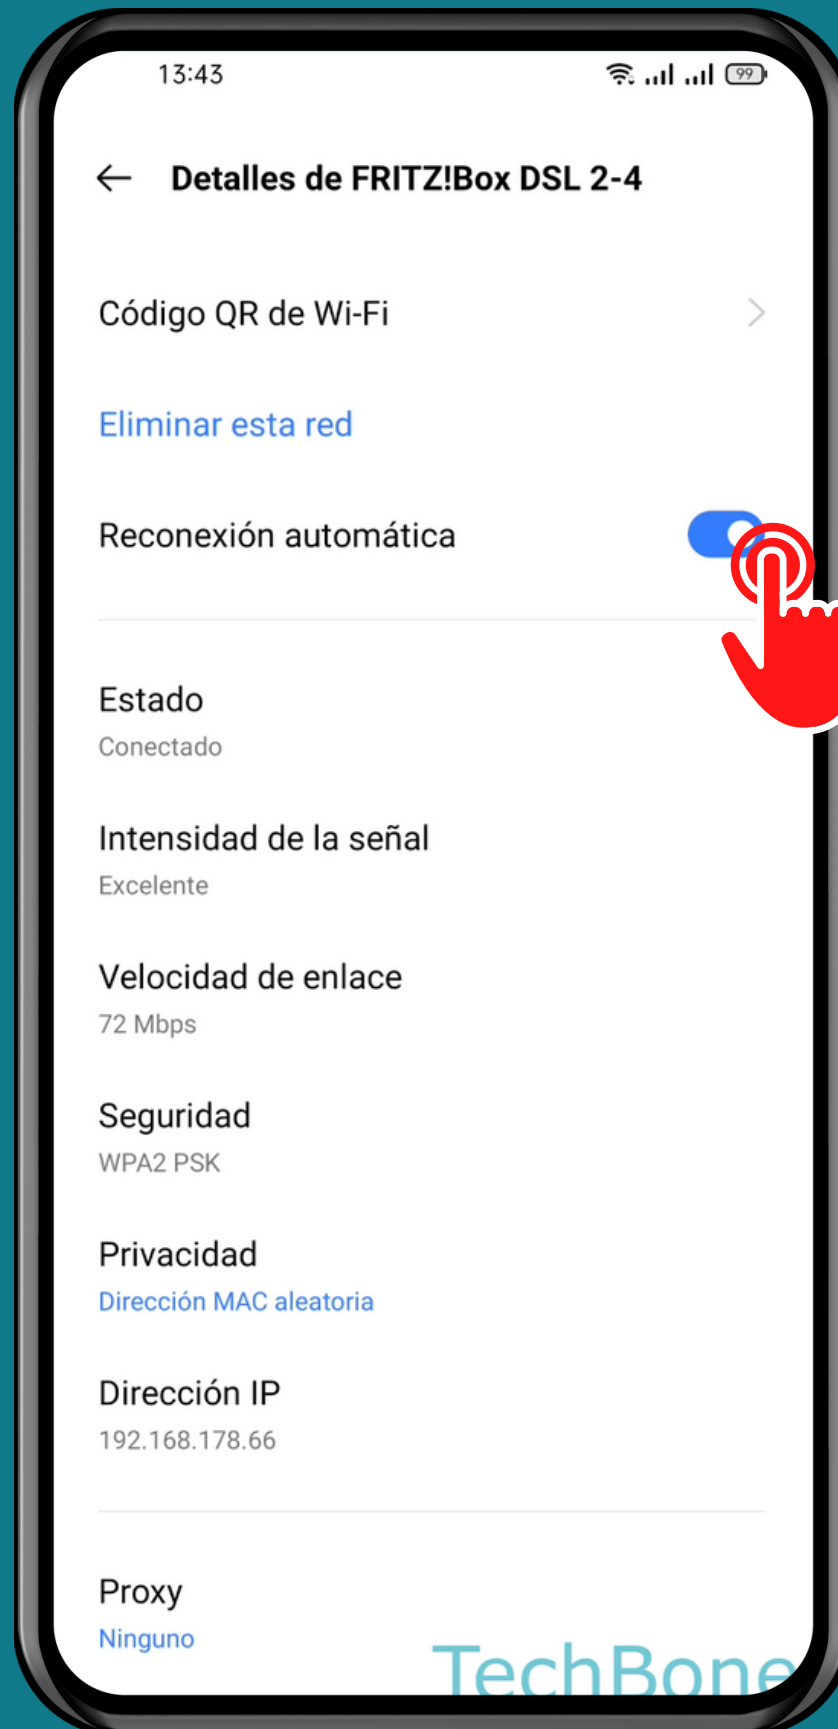 13:43
99
Detalles de FRITZ!Box DSL 2-4
Código QR de Wi-Fi
Eliminar esta red
Reconexión automática
Estado
Conectado
Intensidad de la señal
Excelente
Velocidad de enlace
72 Mbps
Seguridad
WPA2 PSK
Privacidad
Dirección MAC aleatoria
Dirección IP
192.168.178.66
Proxy
Ninguno
TechBone